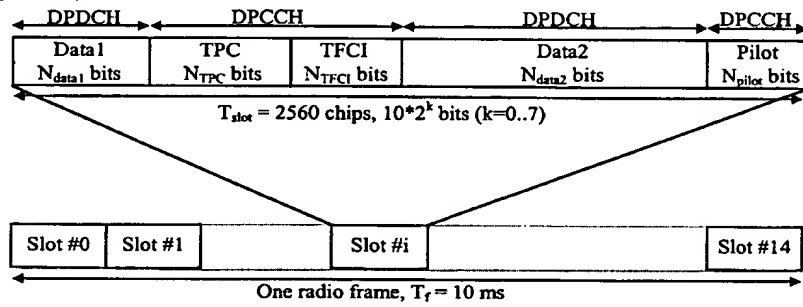 DPDCH DPCCH DPDCH DPCCH
Data1 TPC TFCI Data2 Pilot
N_data1 bits N_TPC bits N_TFCI bits N_data2 bits N_pilot bits
T_slot = 2560 chips, 10*2^k bits (k=0..7)
Slot #0 Slot #1 Slot #i Slot #14
One radio frame, T_f = 10 ms